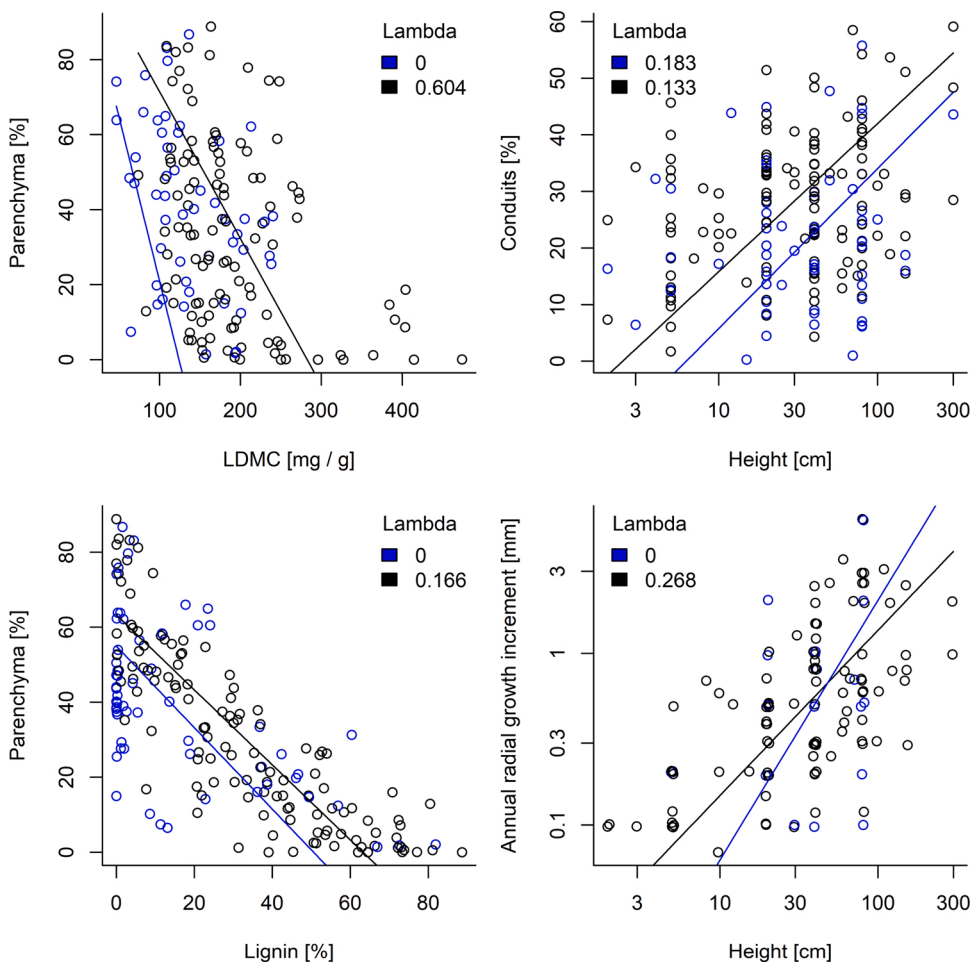 Lambda
0
0.604
Parenchyma [%]
80
60
40
20
0
100 200 300 400
LDMC [mg / g]
Lambda
0.183
0.133
Conduits [%]
60
50
40
30
20
10
0
3 10 30 100 300
Height [cm]
Lambda
0
0.166
Parenchyma [%]
80
60
40
20
0
0 20 40 60 80
Lignin [%]
Lambda
0
0.268
Annual radial growth increment [mm]
3
1
0.3
0.1
3 10 30 100 300
Height [cm]